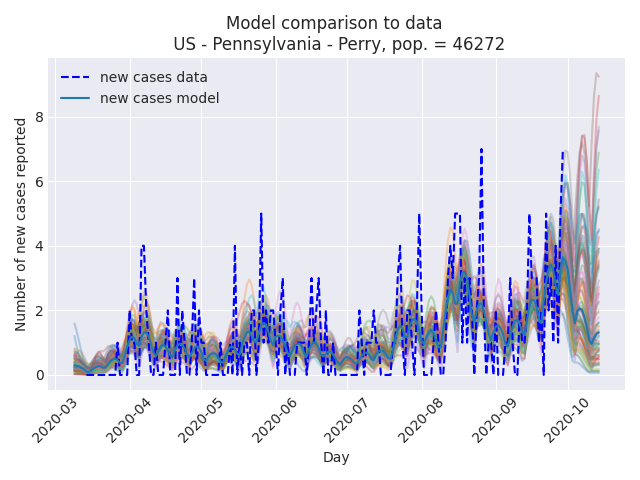 Model comparison to data
US - Pennsylvania - Perry, pop. = 46272
new cases data
new cases model
Number of new cases reported
8
6
4
2
0
2020-03
2020-04
2020-05
2020-06
2020-07
2020-08
2020-09
2020-10
Day